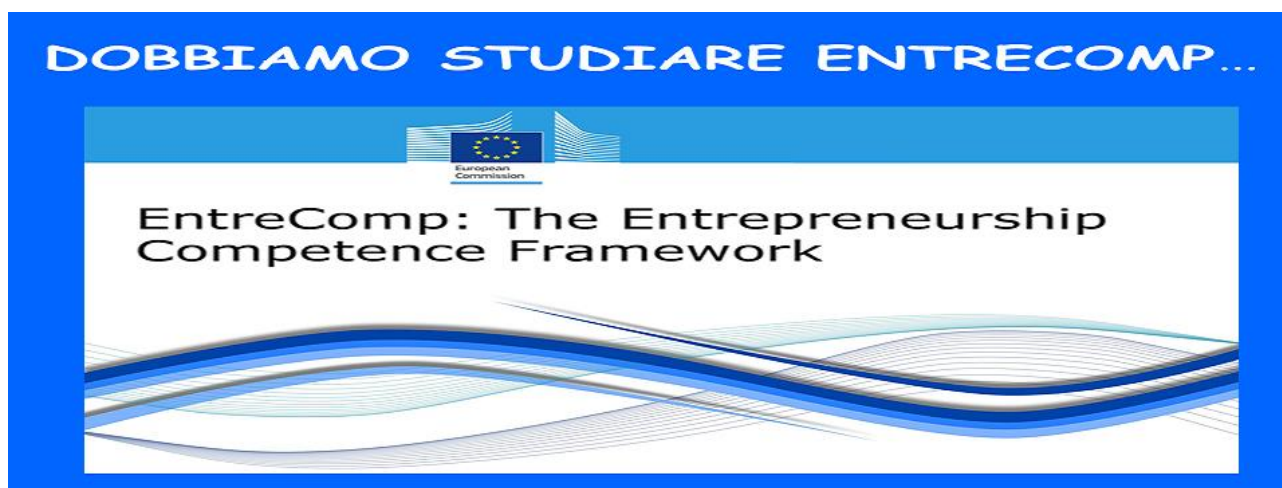 DOBBIAMO STUDIARE ENTRECOMP...
European
Commission
EntreComp: The Entrepreneurship
Competence Framework